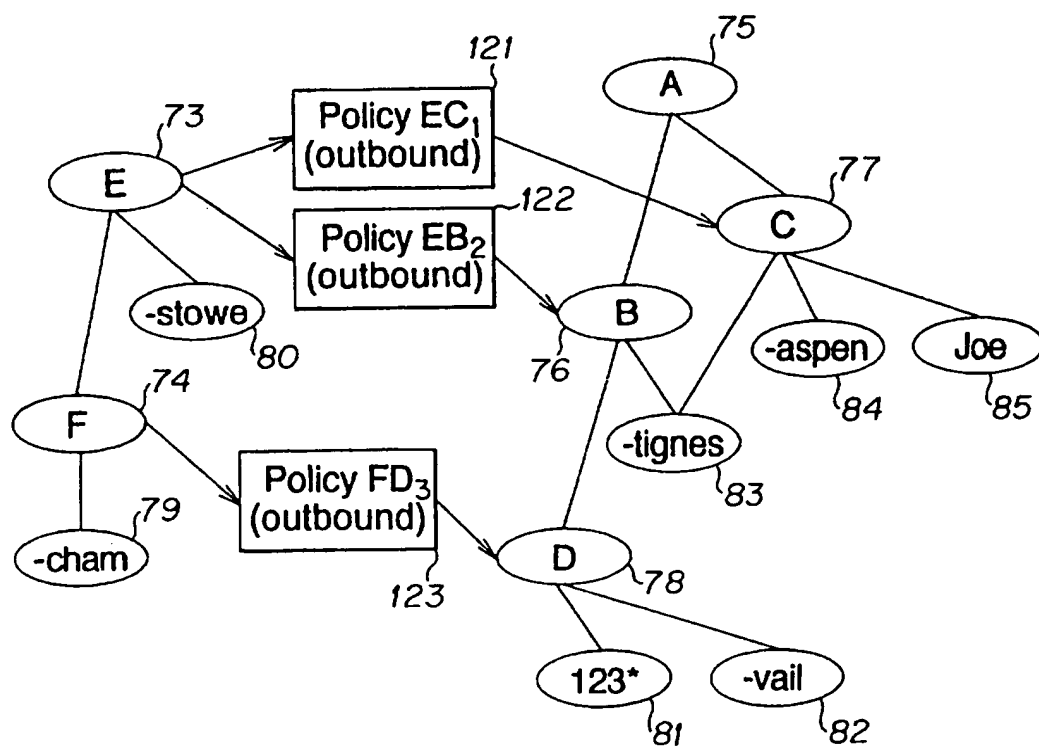 75
121
A
73
Policy EC₁
(outbound)
77
E
122
C
Policy EB₂
(outbound)
B
-stowe
80
76
-aspen
Joe
74
84
85
F
-tignes
83
Policy FD₃
(outbound)
79
-cham
D
78
123
123*
-vail
81
82